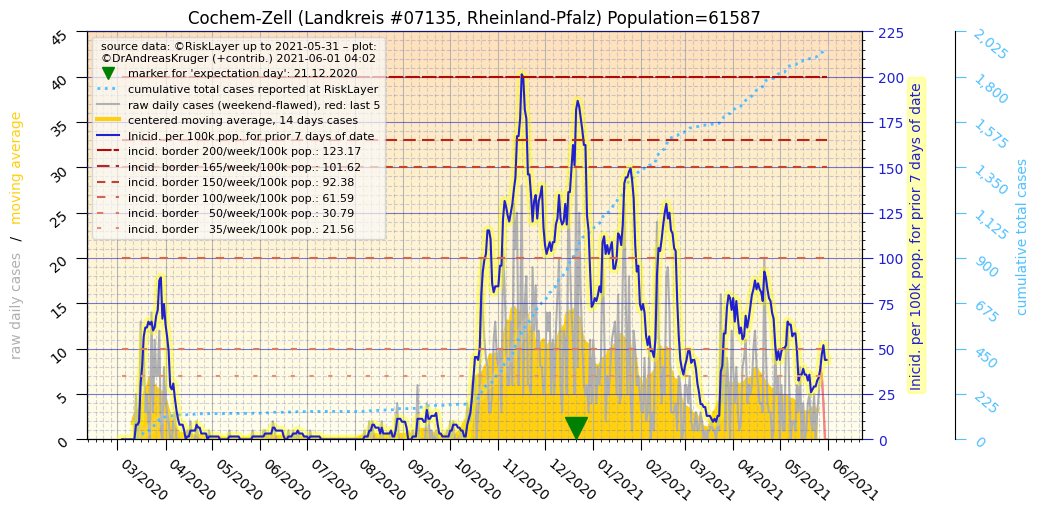 Cochem-Zell (Landkreis #07135, Rheinland-Pfalz) Population=61587
source data: ©RiskLayer up to 2021-05-31 – plot:
©DrAndreasKruger (+contrib.) 2021-06-01 04:02
marker for 'expectation day': 21.12.2020
cumulative total cases reported at RiskLayer
raw daily cases (weekend-flawed), red: last 5
centered moving average, 14 days cases
Inicid. per 100k pop. for prior 7 days of date
incid. border 200/week/100k pop.: 123.17
incid. border 165/week/100k pop.: 101.62
incid. border 150/week/100k pop.: 92.38
incid. border 100/week/100k pop.: 61.59
incid. border 50/week/100k pop.: 30.79
incid. border 35/week/100k pop.: 21.56
raw daily cases / moving average
45
40
35
30
25
20
15
10
5
0
03/2020
04/2020
05/2020
06/2020
07/2020
08/2020
09/2020
10/2020
11/2020
12/2020
01/2021
02/2021
03/2021
04/2021
05/2021
06/2021
225
200
175
150
125
100
75
50
25
0
Inicid. per 100k pop. for prior 7 days of date
2,025
1,800
1,575
1,350
1,125
900
675
450
225
0
cumulative total cases